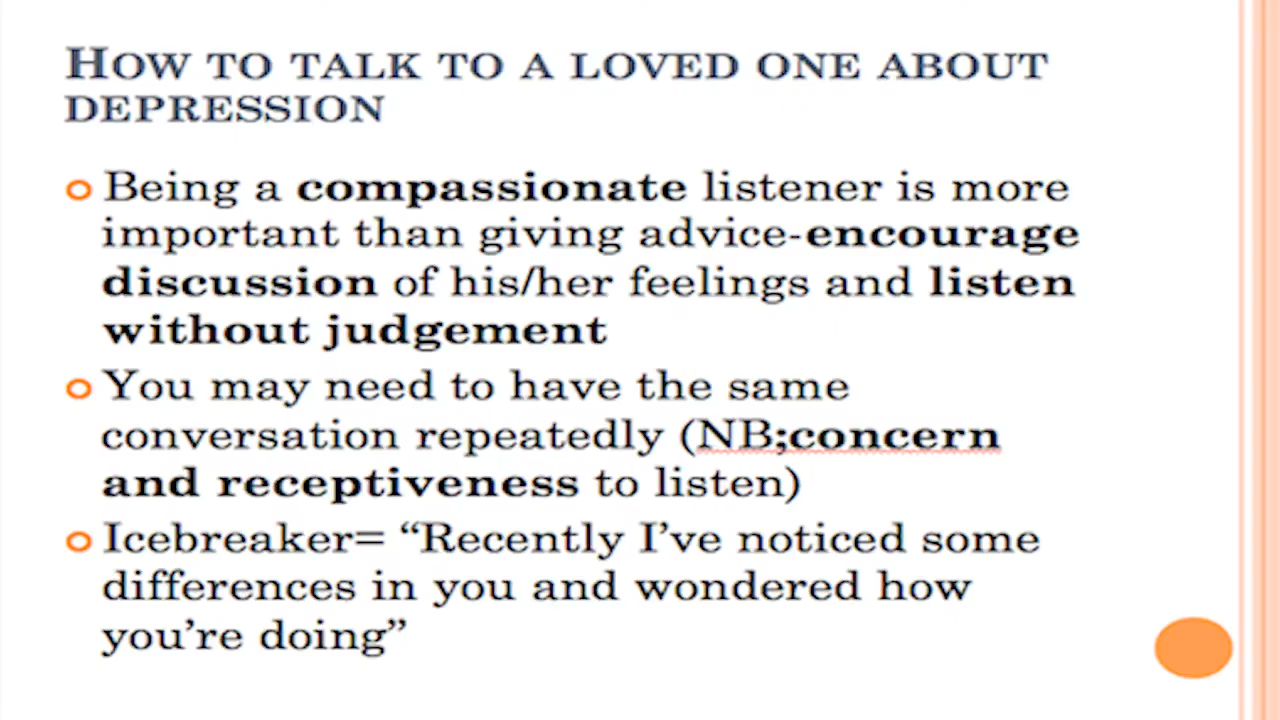 HOW TO TALK TO A LOVED ONE ABOUT
DEPRESSION
Being a compassionate listener is more
important than giving advice-encourage
discussion of his/her feelings and listen
without judgement
You may need to have the same
conversation repeatedly (NB;concern
and receptiveness to listen)
Icebreaker= “Recently I’ve noticed some
differences in you and wondered how
you’re doing”